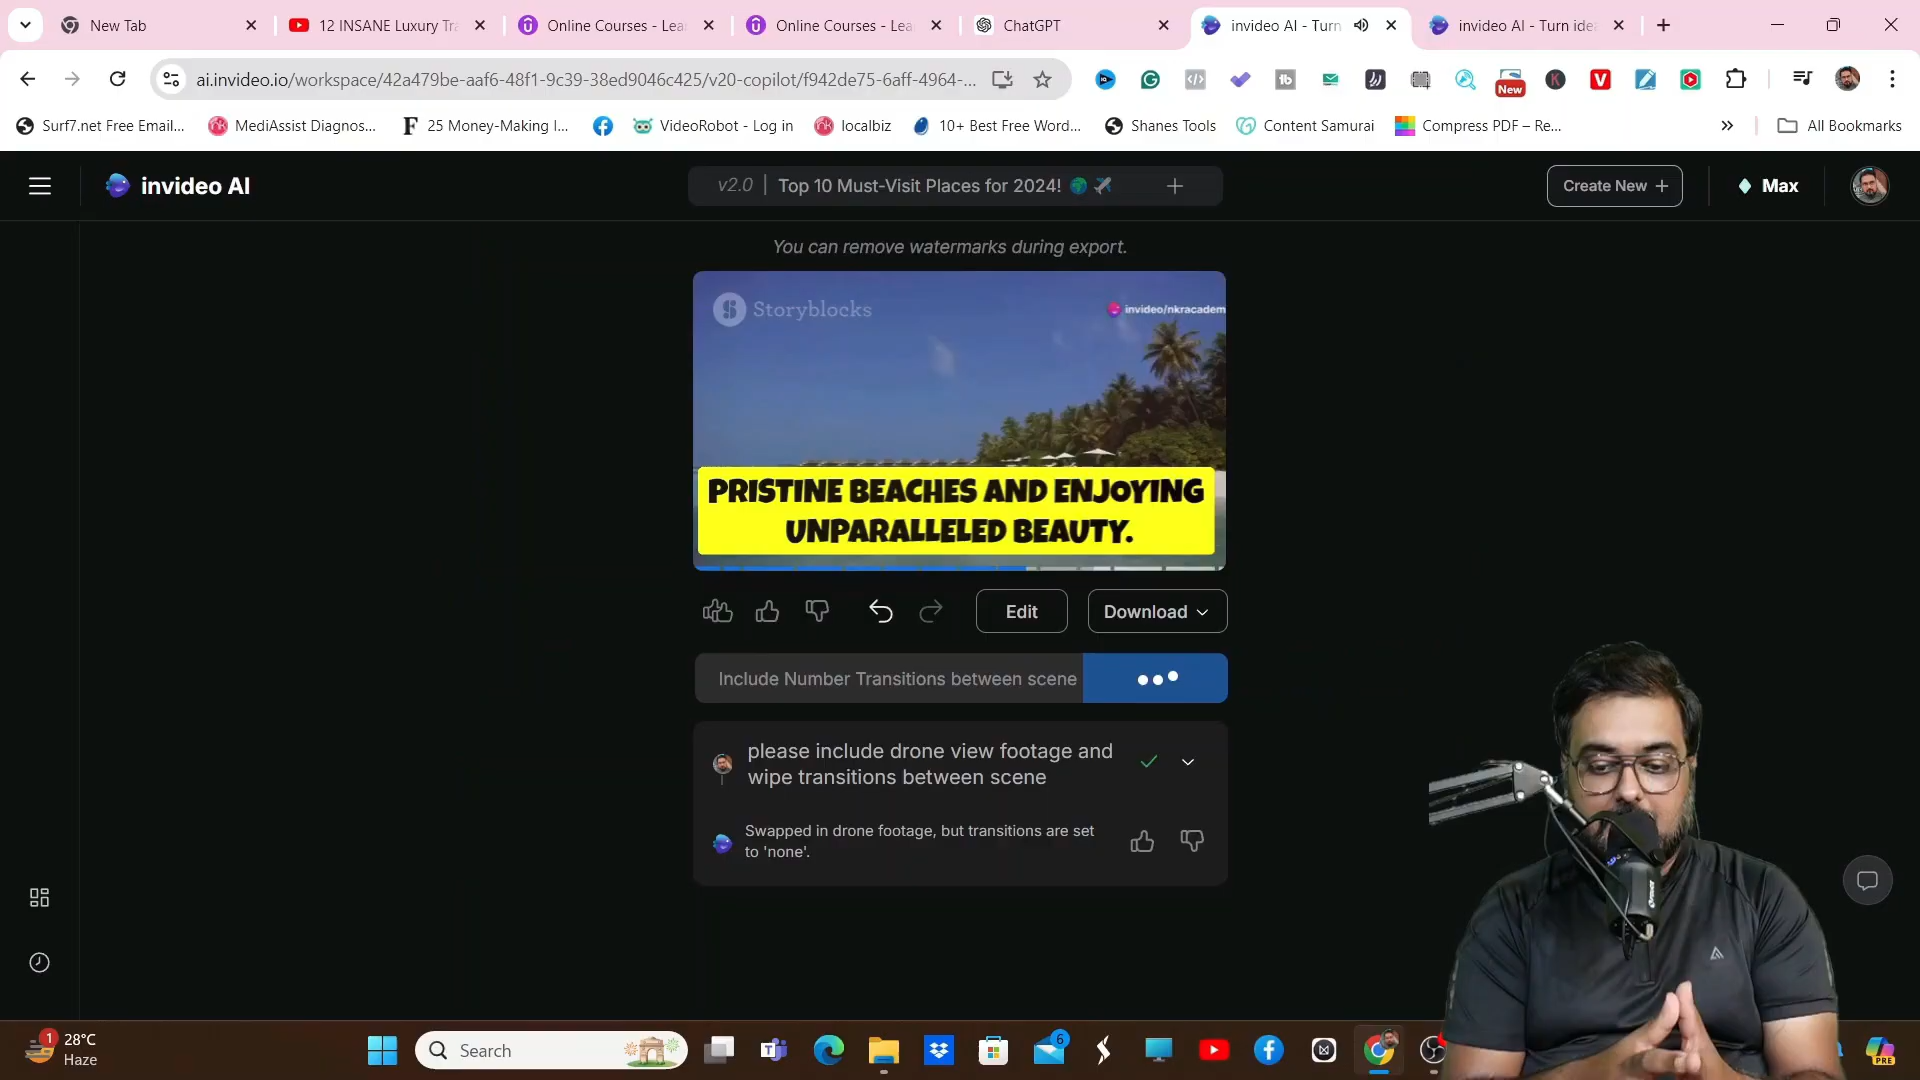 New Tab
12 INSANE Luxury Tra
Online Courses - Lea
Online Courses - Lea
ChatGPT
invideo AI - Turn
invideo AI - Turn idea
ai.invideo.io/workspace/42a479be-aaf6-48f1-9c39-38ed9046c425/v20-copilot/f942de75-6aff-4964-...
New
Surf7.net Free Email...
MediAssist Diagnos...
25 Money-Making I...
VideoRobot - Log in
localbiz
10+ Best Free Word...
Shanes Tools
Content Samurai
Compress PDF – Re...
All Bookmarks
invideo AI
v2.0 | Top 10 Must-Visit Places for 2024! 🌍 ✈️
Create New +
Max
You can remove watermarks during export.
Storyblocks
invideo/nkracadem
PRISTINE BEACHES AND ENJOYING
UNPARALLELED BEAUTY.
Edit
Download
Include Number Transitions between scene
please include drone view footage and
wipe transitions between scene
Swapped in drone footage, but transitions are set
to 'none'.
1
28°C
Haze
Search
6
PRE